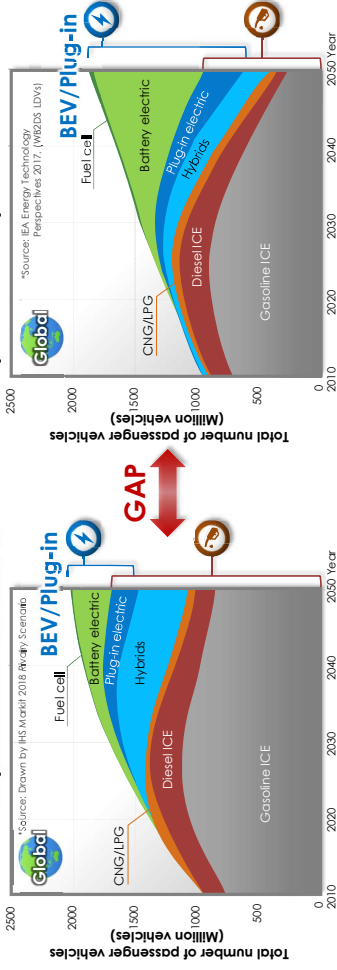 Total number of passenger vehicles
(Million vehicles)
2500
2000
1500
1000
500
0
Global
*Source: Drawn by IHS Markit 2018 Rivalry Scenario
BEV/Plug-in
Fuel cell
Battery electric
Plug-in electric
Hybrids
CNG/LPG
Diesel ICE
Gasoline ICE
2010
2020
2030
2040
2050 Year
GAP
Total number of passenger vehicles
(Million vehicles)
2500
2000
1500
1000
500
0
Global
*Source: IEA Energy Technology
Perspectives 2017, (WB2DS LDVs)
BEV/Plug-in
Fuel cell
Battery electric
Plug-in electric
Hybrids
CNG/LPG
Diesel ICE
Gasoline ICE
2010
2020
2030
2040
2050 Year